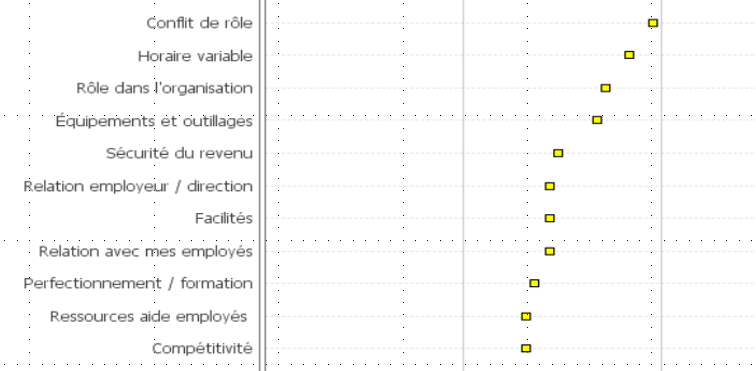 Conflit de rôle
Horaire variable
Rôle dans l'organisation
Équipements et outillages
Sécurité du revenu
Relation employeur / direction
Facilités
Relation avec mes employés
Perfectionnement / formation
Ressources aide employés
Compétitivité